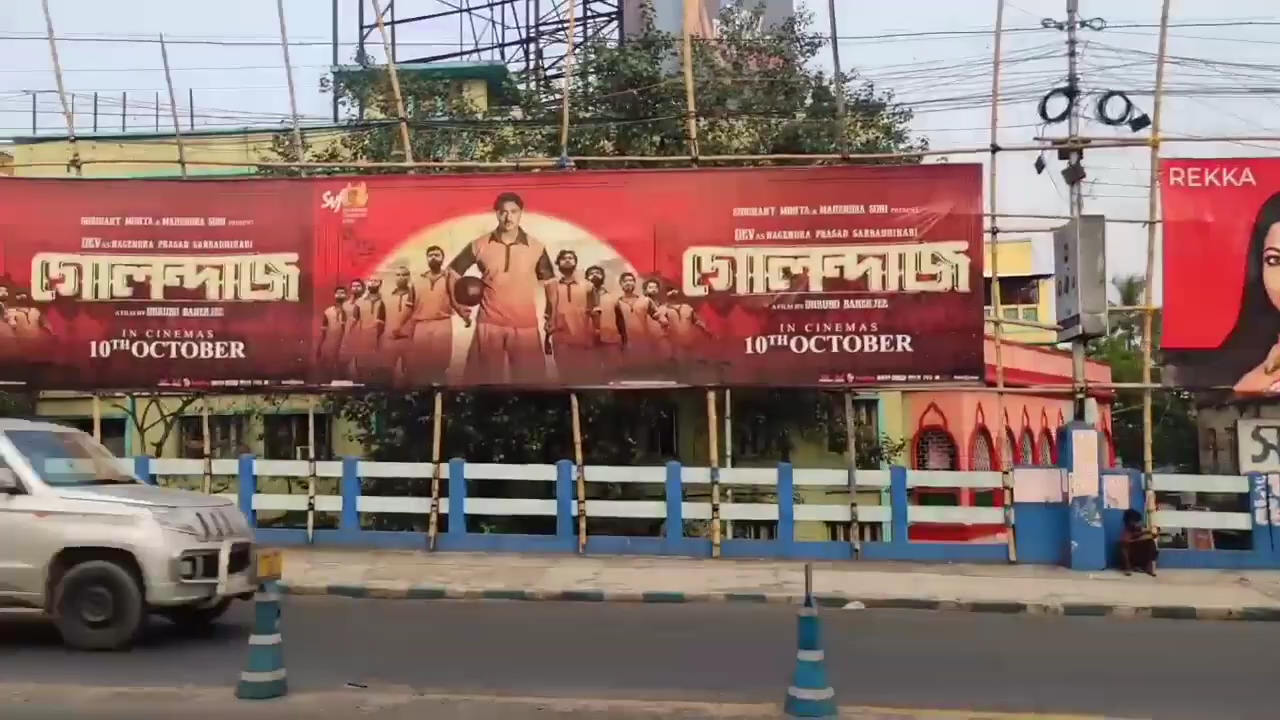 SHRIKANT MOHTA & MAHENDRA SONI PRESENT
DEV AS NAGENDRA PRASAD SARBADHIKARI
গোলন্দাজ
A FILM BY DHRUBO BANERJEE
IN CINEMAS
10TH OCTOBER
SVF
SHRIKANT MOHTA & MAHENDRA SONI PRESENT
DEV AS NAGENDRA PRASAD SARBADHIKARI
গোলন্দাজ
A FILM BY DHRUBO BANERJEE
IN CINEMAS
10TH OCTOBER
REKKA